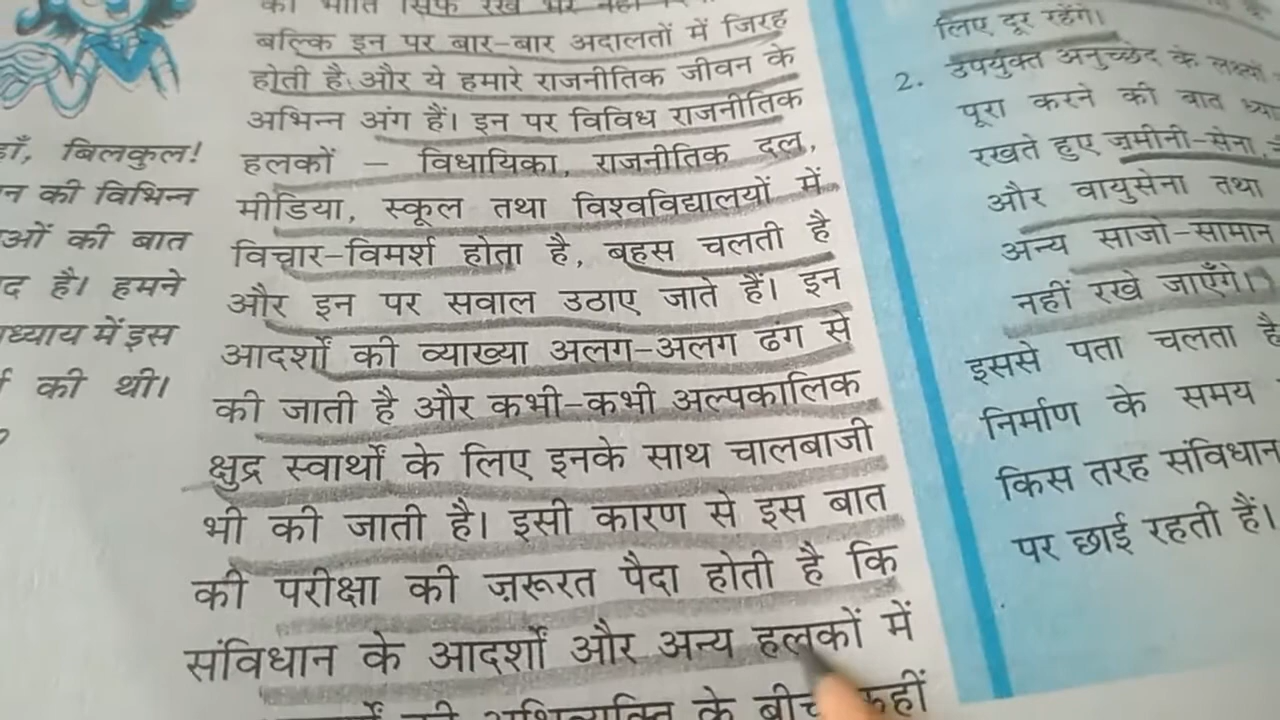 हाँ, बिलकुल!
न की विभिन्न
ओं की बात
द है। हमने
ध्याय में इस
की थी।
की भाँति सिर्फ रख भर नहीं
बल्कि इन पर बार-बार अदालतों में जिरह
होती है और ये हमारे राजनीतिक जीवन के
अभिन्न अंग हैं। इन पर विविध राजनीतिक
हलकों – विधायिका, राजनीतिक दल,
मीडिया, स्कूल तथा विश्वविद्यालयों में
विचार-विमर्श होता है, बहस चलती है
और इन पर सवाल उठाए जाते हैं। इन
आदर्शों की व्याख्या अलग-अलग ढंग से
की जाती है और कभी-कभी अल्पकालिक
क्षुद्र स्वार्थों के लिए इनके साथ चालबाजी
भी की जाती है। इसी कारण से इस बात
की परीक्षा की ज़रूरत पैदा होती है कि
संविधान के आदर्शों और अन्य हलकों में
की अभिव्यक्ति के बीच कहीं
लिए दूर रहेंगे।
2. उपर्युक्त अनुच्छेद के लक्ष्यों
पूरा करने की बात
रखते हुए ज़मीनी-सेना,
और वायुसेना तथा
अन्य साजो-सामान
नहीं रखे जाएँगे।
इससे पता चलता है
निर्माण के समय
किस तरह संविधान
पर छाई रहती हैं।